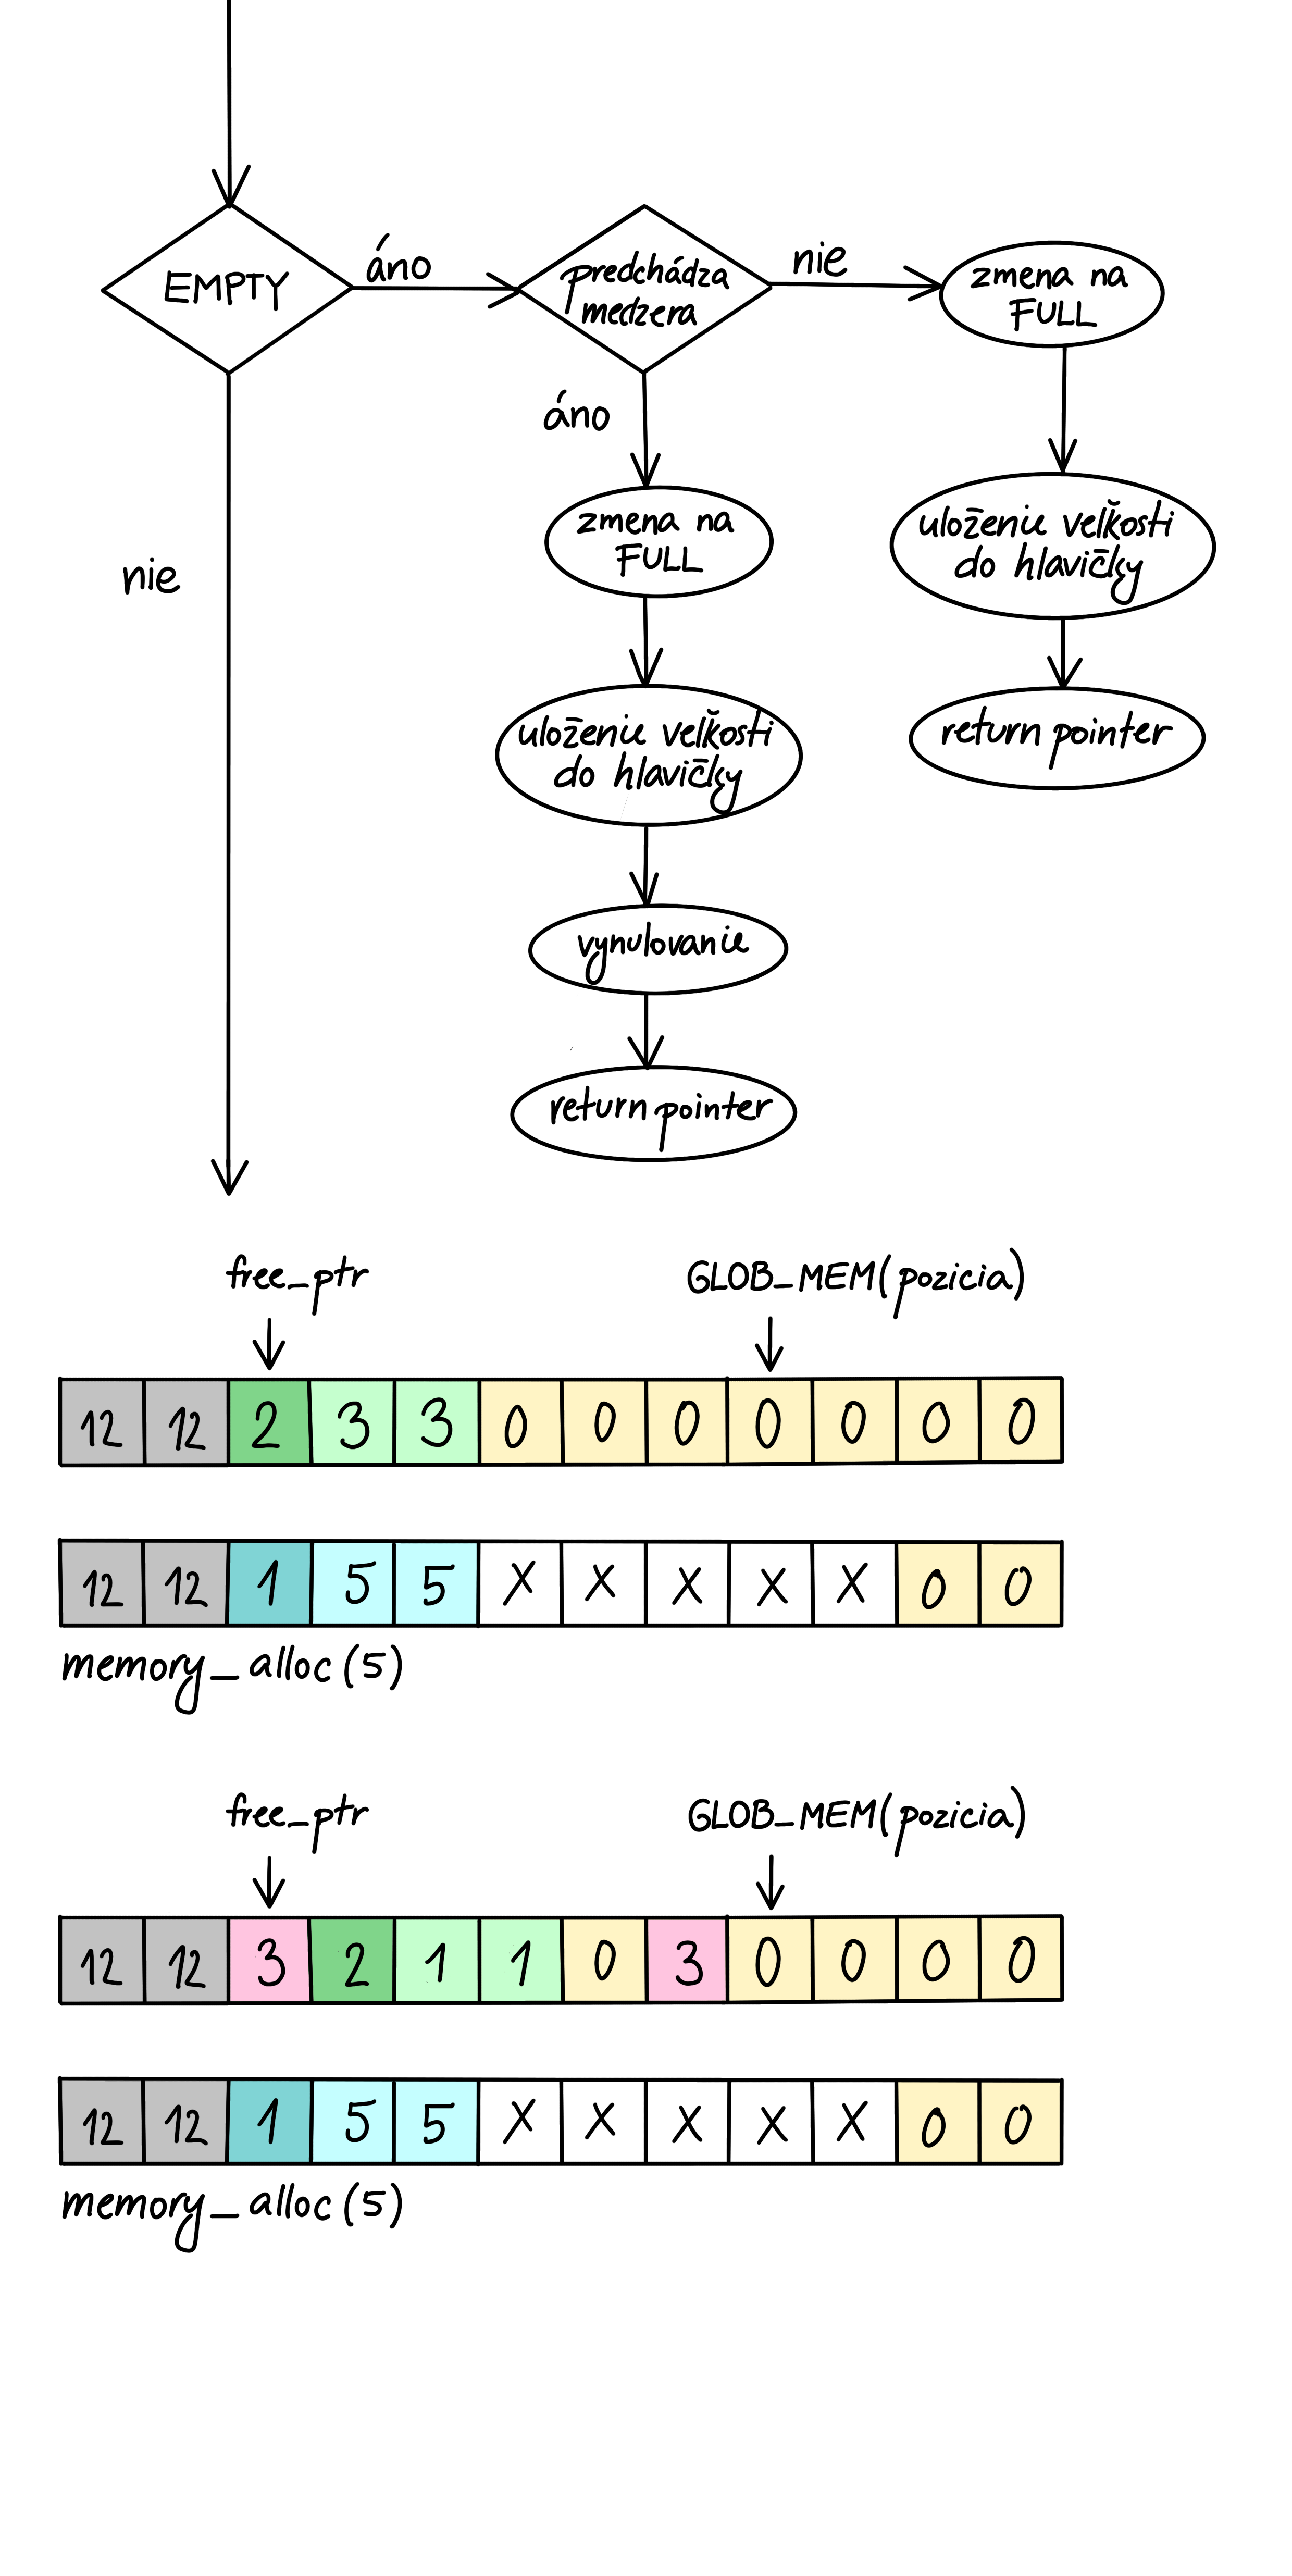 EMPTY
áno
predchádza
medzera
nie
zmena na
FULL
áno
nie
zmena na
FULL
uloženie veľkosti
do hlavičky
uloženie veľkosti
do hlavičky
return pointer
vynulovanie
return pointer
free_ptr
GLOB_MEM(pozicia)
12 12 2 3 3 0 0 0 0 0 0 0
12 12 1 5 5 X X X X X 0 0
memory_alloc(5)
free_ptr
GLOB_MEM(pozicia)
12 12 3 2 1 1 0 3 0 0 0 0
12 12 1 5 5 X X X X X 0 0
memory_alloc(5)